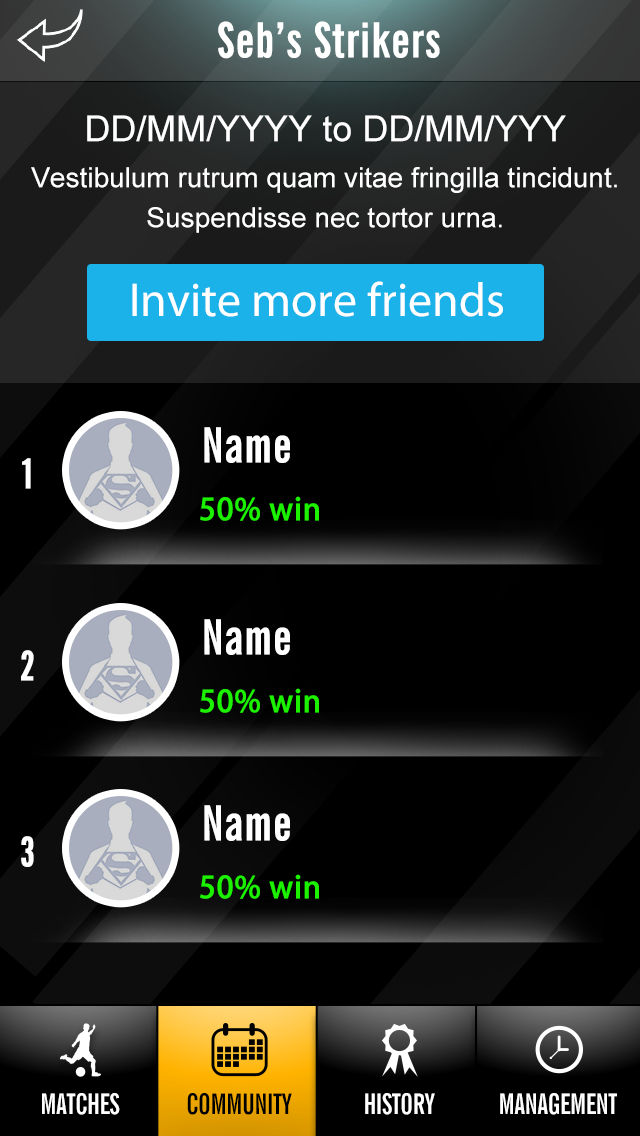 Seb's Strikers
DD/MM/YYYY to DD/MM/YYY
Vestibulum rutrum quam vitae fringilla tincidunt.
Suspendisse nec tortor urna.
Invite more friends
1
Name
50% win
2
Name
50% win
3
Name
50% win
MATCHES
COMMUNITY
HISTORY
MANAGEMENT